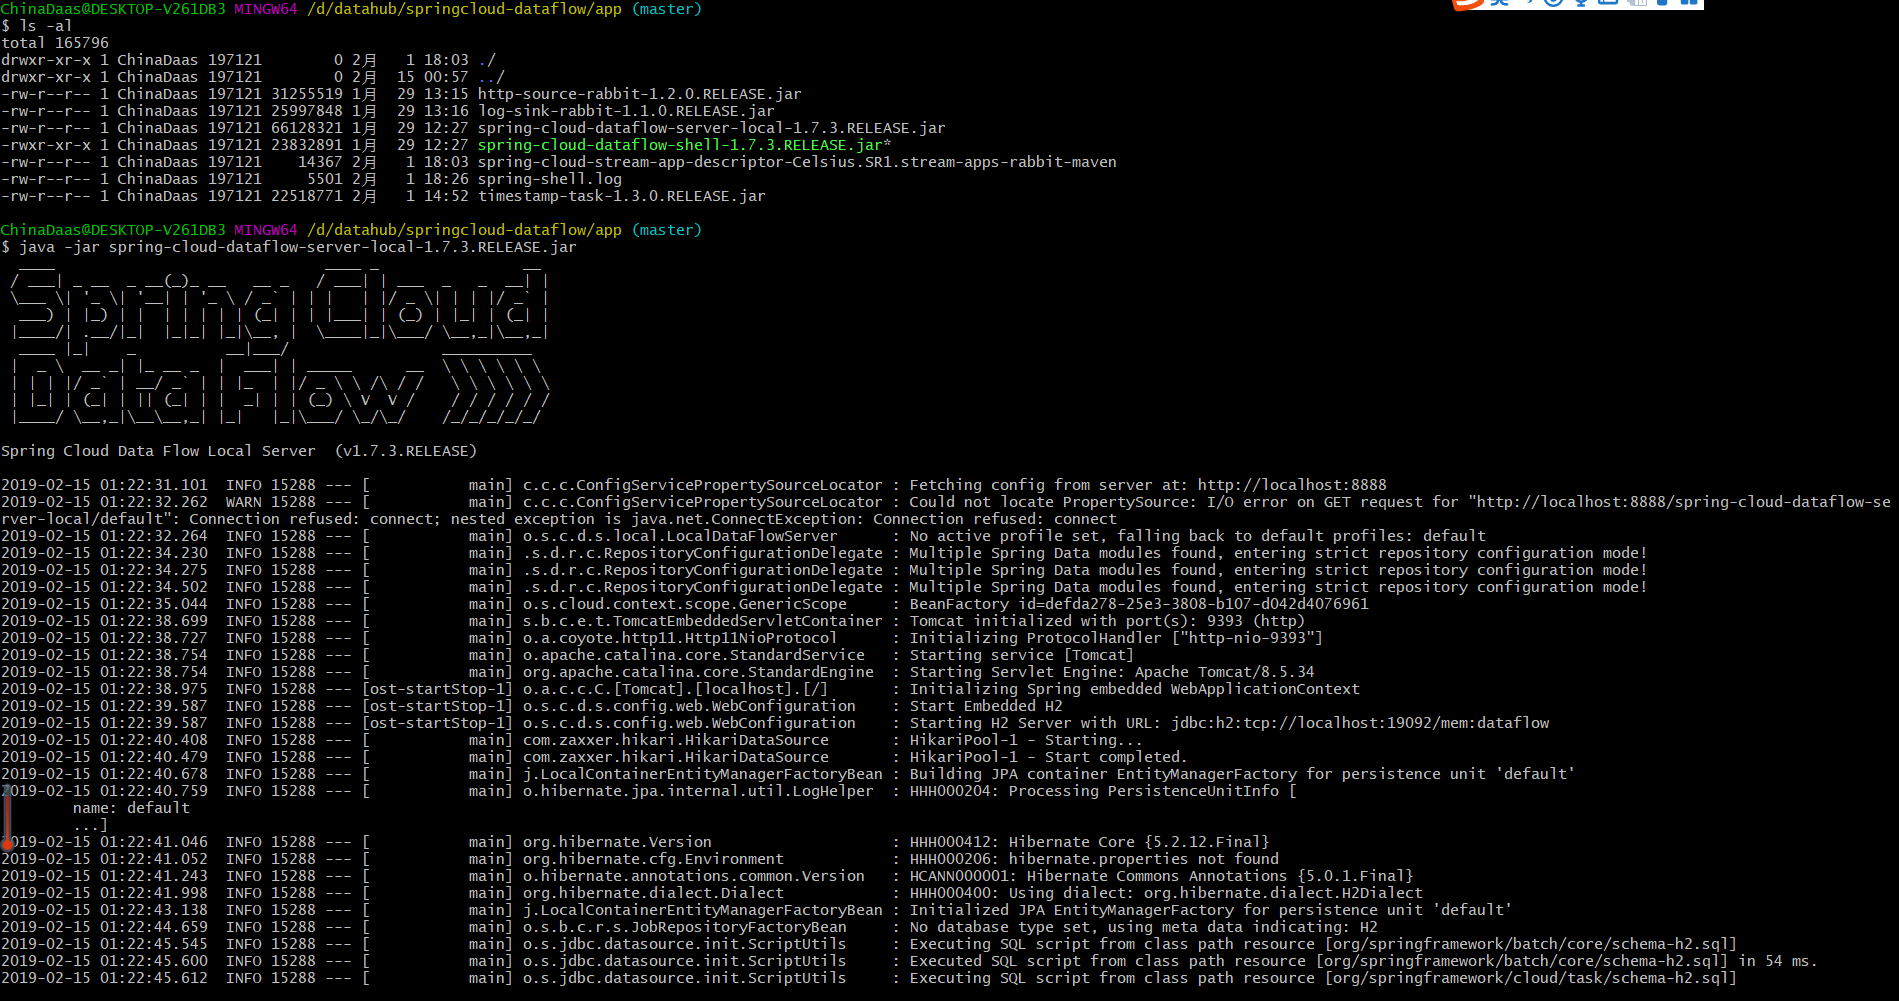 ChinaDaas@DESKTOP-V261DB3 MINGW64 /d/datahub/springcloud-dataflow/app (master)
$ ls -al
total 165796
drwxr-xr-x 1 ChinaDaas 197121        0 2月   1 18:03 ./
drwxr-xr-x 1 ChinaDaas 197121        0 2月  15 00:57 ../
-rw-r--r-- 1 ChinaDaas 197121 31255519 1月  29 13:15 http-source-rabbit-1.2.0.RELEASE.jar
-rw-r--r-- 1 ChinaDaas 197121 25997848 1月  29 13:16 log-sink-rabbit-1.1.0.RELEASE.jar
-rw-r--r-- 1 ChinaDaas 197121 66128321 1月  29 12:27 spring-cloud-dataflow-server-local-1.7.3.RELEASE.jar
-rwxr-xr-x 1 ChinaDaas 197121 23832891 1月  29 12:27 spring-cloud-dataflow-shell-1.7.3.RELEASE.jar*
-rw-r--r-- 1 ChinaDaas 197121    14367 2月   1 18:03 spring-cloud-stream-app-descriptor-Celsius.SR1.stream-apps-rabbit-maven
-rw-r--r-- 1 ChinaDaas 197121     5501 2月   1 18:26 spring-shell.log
-rw-r--r-- 1 ChinaDaas 197121 22518771 2月   1 14:52 timestamp-task-1.3.0.RELEASE.jar
ChinaDaas@DESKTOP-V261DB3 MINGW64 /d/datahub/springcloud-dataflow/app (master)
$ java -jar spring-cloud-dataflow-server-local-1.7.3.RELEASE.jar
Spring Cloud
Data Flow
Spring Cloud Data Flow Local Server  (v1.7.3.RELEASE)
2019-02-15 01:22:31.101  INFO 15288 --- [           main] c.c.c.ConfigServicePropertySourceLocator : Fetching config from server at: http://localhost:8888
2019-02-15 01:22:32.262  WARN 15288 --- [           main] c.c.c.ConfigServicePropertySourceLocator : Could not locate PropertySource: I/O error on GET request for "http://localhost:8888/spring-cloud-dataflow-se
rver-local/default": Connection refused: connect; nested exception is java.net.ConnectException: Connection refused: connect
2019-02-15 01:22:32.264  INFO 15288 --- [           main] o.s.c.d.s.local.LocalDataFlowServer      : No active profile set, falling back to default profiles: default
2019-02-15 01:22:34.230  INFO 15288 --- [           main] .s.d.r.c.RepositoryConfigurationDelegate : Multiple Spring Data modules found, entering strict repository configuration mode!
2019-02-15 01:22:34.275  INFO 15288 --- [           main] .s.d.r.c.RepositoryConfigurationDelegate : Multiple Spring Data modules found, entering strict repository configuration mode!
2019-02-15 01:22:34.502  INFO 15288 --- [           main] .s.d.r.c.RepositoryConfigurationDelegate : Multiple Spring Data modules found, entering strict repository configuration mode!
2019-02-15 01:22:35.044  INFO 15288 --- [           main] o.s.cloud.context.scope.GenericScope     : BeanFactory id=defda278-25e3-3808-b107-d042d4076961
2019-02-15 01:22:38.699  INFO 15288 --- [           main] s.b.c.e.t.TomcatEmbeddedServletContainer : Tomcat initialized with port(s): 9393 (http)
2019-02-15 01:22:38.727  INFO 15288 --- [           main] o.a.coyote.http11.Http11NioProtocol      : Initializing ProtocolHandler ["http-nio-9393"]
2019-02-15 01:22:38.754  INFO 15288 --- [           main] o.apache.catalina.core.StandardService   : Starting service [Tomcat]
2019-02-15 01:22:38.754  INFO 15288 --- [           main] org.apache.catalina.core.StandardEngine  : Starting Servlet Engine: Apache Tomcat/8.5.34
2019-02-15 01:22:38.975  INFO 15288 --- [ost-startStop-1] o.a.c.c.C.[Tomcat].[localhost].[/]       : Initializing Spring embedded WebApplicationContext
2019-02-15 01:22:39.587  INFO 15288 --- [ost-startStop-1] o.s.c.d.s.config.web.WebConfiguration    : Start Embedded H2
2019-02-15 01:22:39.587  INFO 15288 --- [ost-startStop-1] o.s.c.d.s.config.web.WebConfiguration    : Starting H2 Server with URL: jdbc:h2:tcp://localhost:19092/mem:dataflow
2019-02-15 01:22:40.408  INFO 15288 --- [           main] com.zaxxer.hikari.HikariDataSource       : HikariPool-1 - Starting...
2019-02-15 01:22:40.479  INFO 15288 --- [           main] com.zaxxer.hikari.HikariDataSource       : HikariPool-1 - Start completed.
2019-02-15 01:22:40.678  INFO 15288 --- [           main] j.LocalContainerEntityManagerFactoryBean : Building JPA container EntityManagerFactory for persistence unit 'default'
2019-02-15 01:22:40.759  INFO 15288 --- [           main] o.hibernate.jpa.internal.util.LogHelper  : HHH000204: Processing PersistenceUnitInfo [
        name: default
        ...]
2019-02-15 01:22:41.046  INFO 15288 --- [           main] org.hibernate.Version                    : HHH000412: Hibernate Core {5.2.12.Final}
2019-02-15 01:22:41.052  INFO 15288 --- [           main] org.hibernate.cfg.Environment            : HHH000206: hibernate.properties not found
2019-02-15 01:22:41.243  INFO 15288 --- [           main] o.hibernate.annotations.common.Version   : HCANN000001: Hibernate Commons Annotations {5.0.1.Final}
2019-02-15 01:22:41.998  INFO 15288 --- [           main] org.hibernate.dialect.Dialect            : HHH000400: Using dialect: org.hibernate.dialect.H2Dialect
2019-02-15 01:22:43.138  INFO 15288 --- [           main] j.LocalContainerEntityManagerFactoryBean : Initialized JPA EntityManagerFactory for persistence unit 'default'
2019-02-15 01:22:44.659  INFO 15288 --- [           main] o.s.b.c.r.s.JobRepositoryFactoryBean     : No database type set, using meta data indicating: H2
2019-02-15 01:22:45.545  INFO 15288 --- [           main] o.s.jdbc.datasource.init.ScriptUtils     : Executing SQL script from class path resource [org/springframework/batch/core/schema-h2.sql]
2019-02-15 01:22:45.600  INFO 15288 --- [           main] o.s.jdbc.datasource.init.ScriptUtils     : Executed SQL script from class path resource [org/springframework/batch/core/schema-h2.sql] in 54 ms.
2019-02-15 01:22:45.612  INFO 15288 --- [           main] o.s.jdbc.datasource.init.ScriptUtils     : Executing SQL script from class path resource [org/springframework/cloud/task/schema-h2.sql]